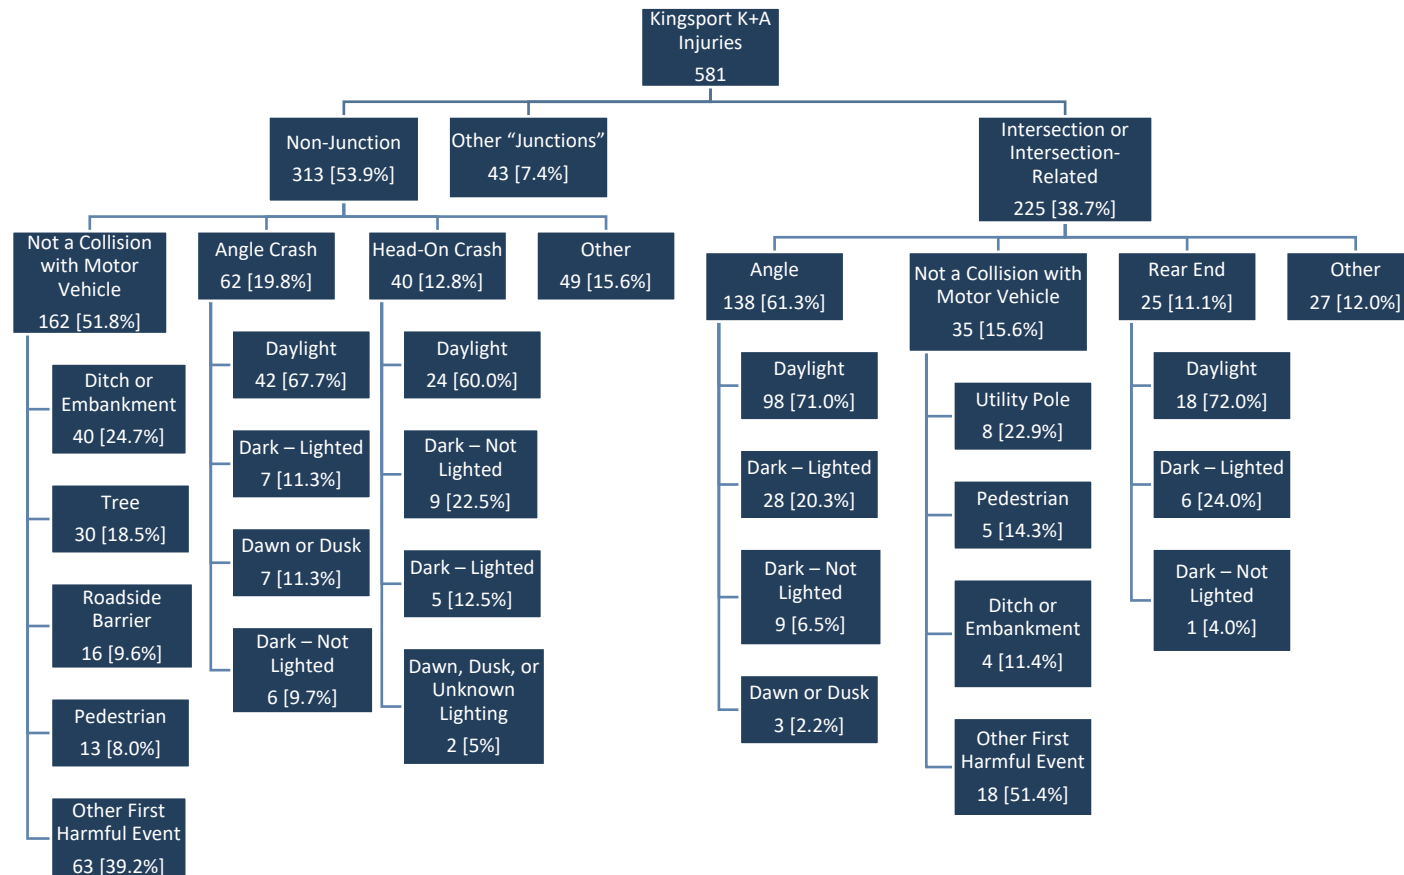 Kingsport K+A
Injuries
581
Non-Junction
313 [53.9%]
Other “Junctions”
43 [7.4%]
Intersection or
Intersection-
Related
225 [38.7%]
Not a Collision
with Motor
Vehicle
162 [51.8%]
Ditch or
Embankment
40 [24.7%]
Tree
30 [18.5%]
Roadside
Barrier
16 [9.6%]
Pedestrian
13 [8.0%]
Other First
Harmful Event
63 [39.2%]
Angle Crash
62 [19.8%]
Daylight
42 [67.7%]
Dark – Lighted
7 [11.3%]
Dawn or Dusk
7 [11.3%]
Dark – Not
Lighted
6 [9.7%]
Head-On Crash
40 [12.8%]
Daylight
24 [60.0%]
Dark – Not
Lighted
9 [22.5%]
Dark – Lighted
5 [12.5%]
Dawn, Dusk, or
Unknown
Lighting
2 [5%]
Other
49 [15.6%]
Angle
138 [61.3%]
Daylight
98 [71.0%]
Dark – Lighted
28 [20.3%]
Dark – Not
Lighted
9 [6.5%]
Dawn or Dusk
3 [2.2%]
Not a Collision with
Motor Vehicle
35 [15.6%]
Utility Pole
8 [22.9%]
Pedestrian
5 [14.3%]
Ditch or
Embankment
4 [11.4%]
Other First
Harmful Event
18 [51.4%]
Rear End
25 [11.1%]
Daylight
18 [72.0%]
Dark – Lighted
6 [24.0%]
Dark – Not
Lighted
1 [4.0%]
Other
27 [12.0%]